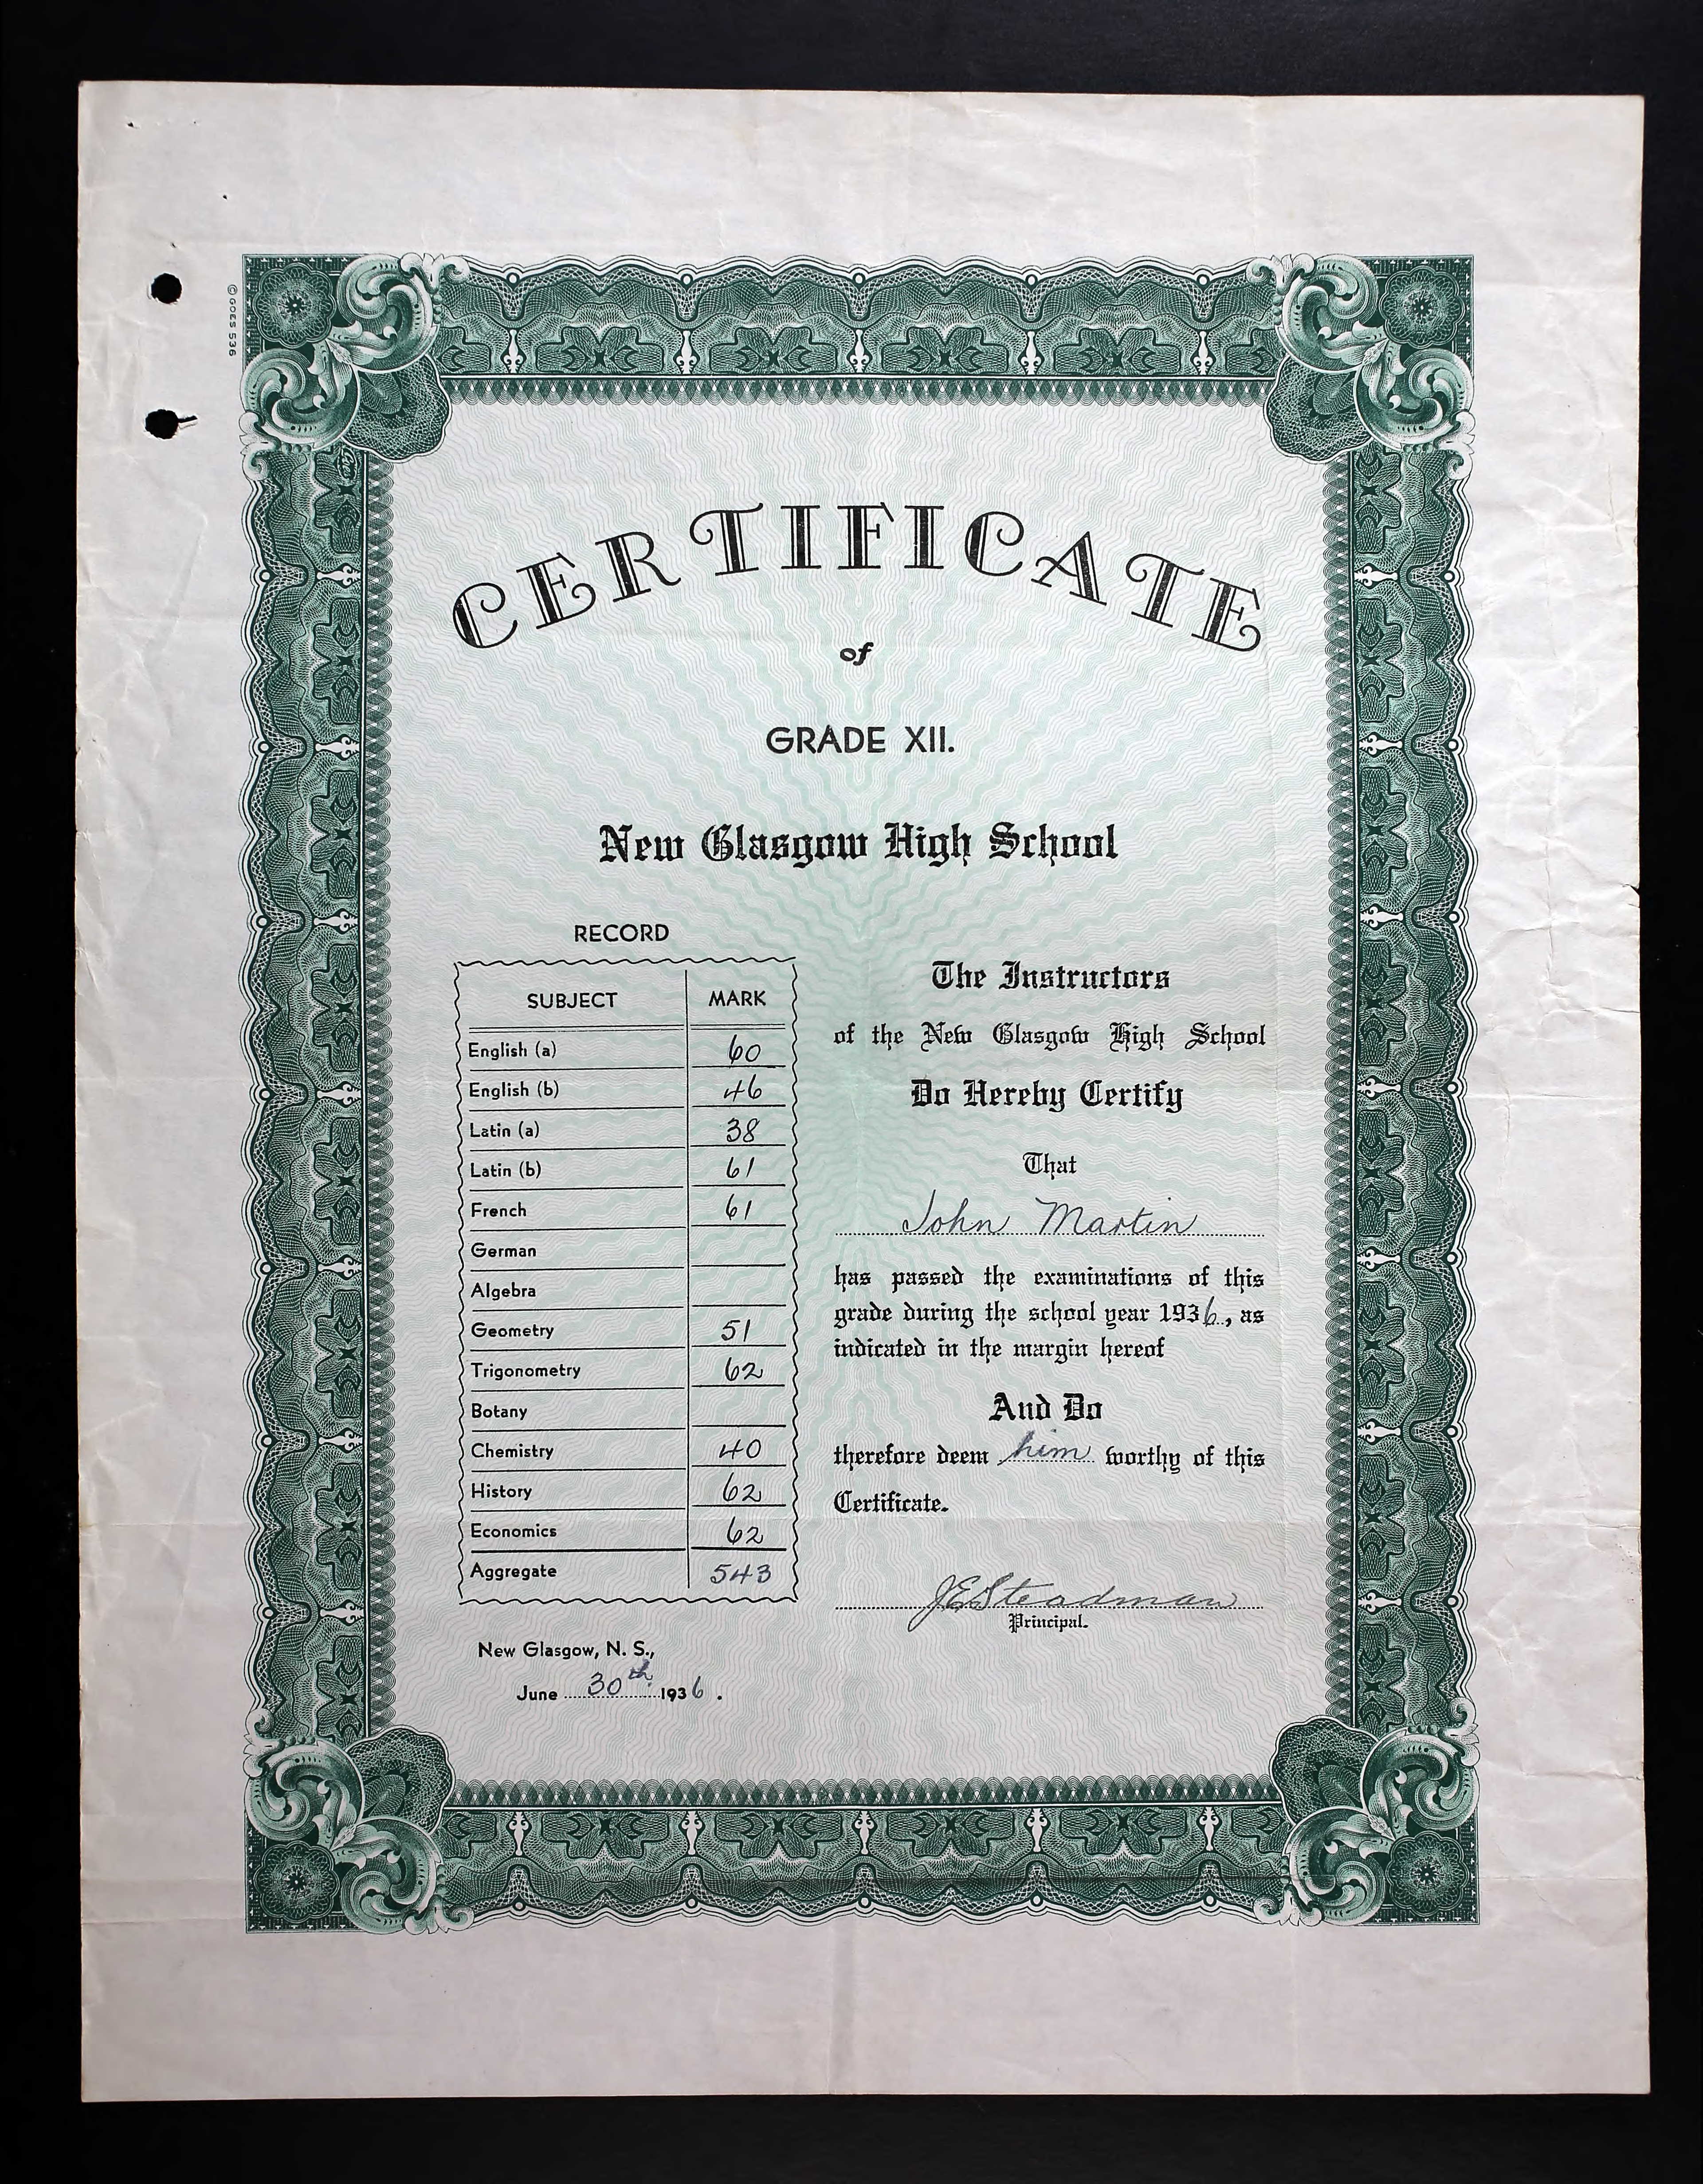 © GOES 536
CERTIFICATE
of
GRADE XII.
New Glasgow High School
RECORD
SUBJECT MARK
English (a) 60
English (b) 46
Latin (a) 38
Latin (b) 61
French 61
German
Algebra
Geometry 51
Trigonometry 62
Botany
Chemistry 40
History 62
Economics 62
Aggregate 543
New Glasgow, N. S.,
June 30th 1936.
The Instructors
of the New Glasgow High School
Do Hereby Certify
That
John Martin
has passed the examinations of this
grade during the school year 1936, as
indicated in the margin hereof
And Do
therefore deem him worthy of this
Certificate.
J E Steadman
Principal.